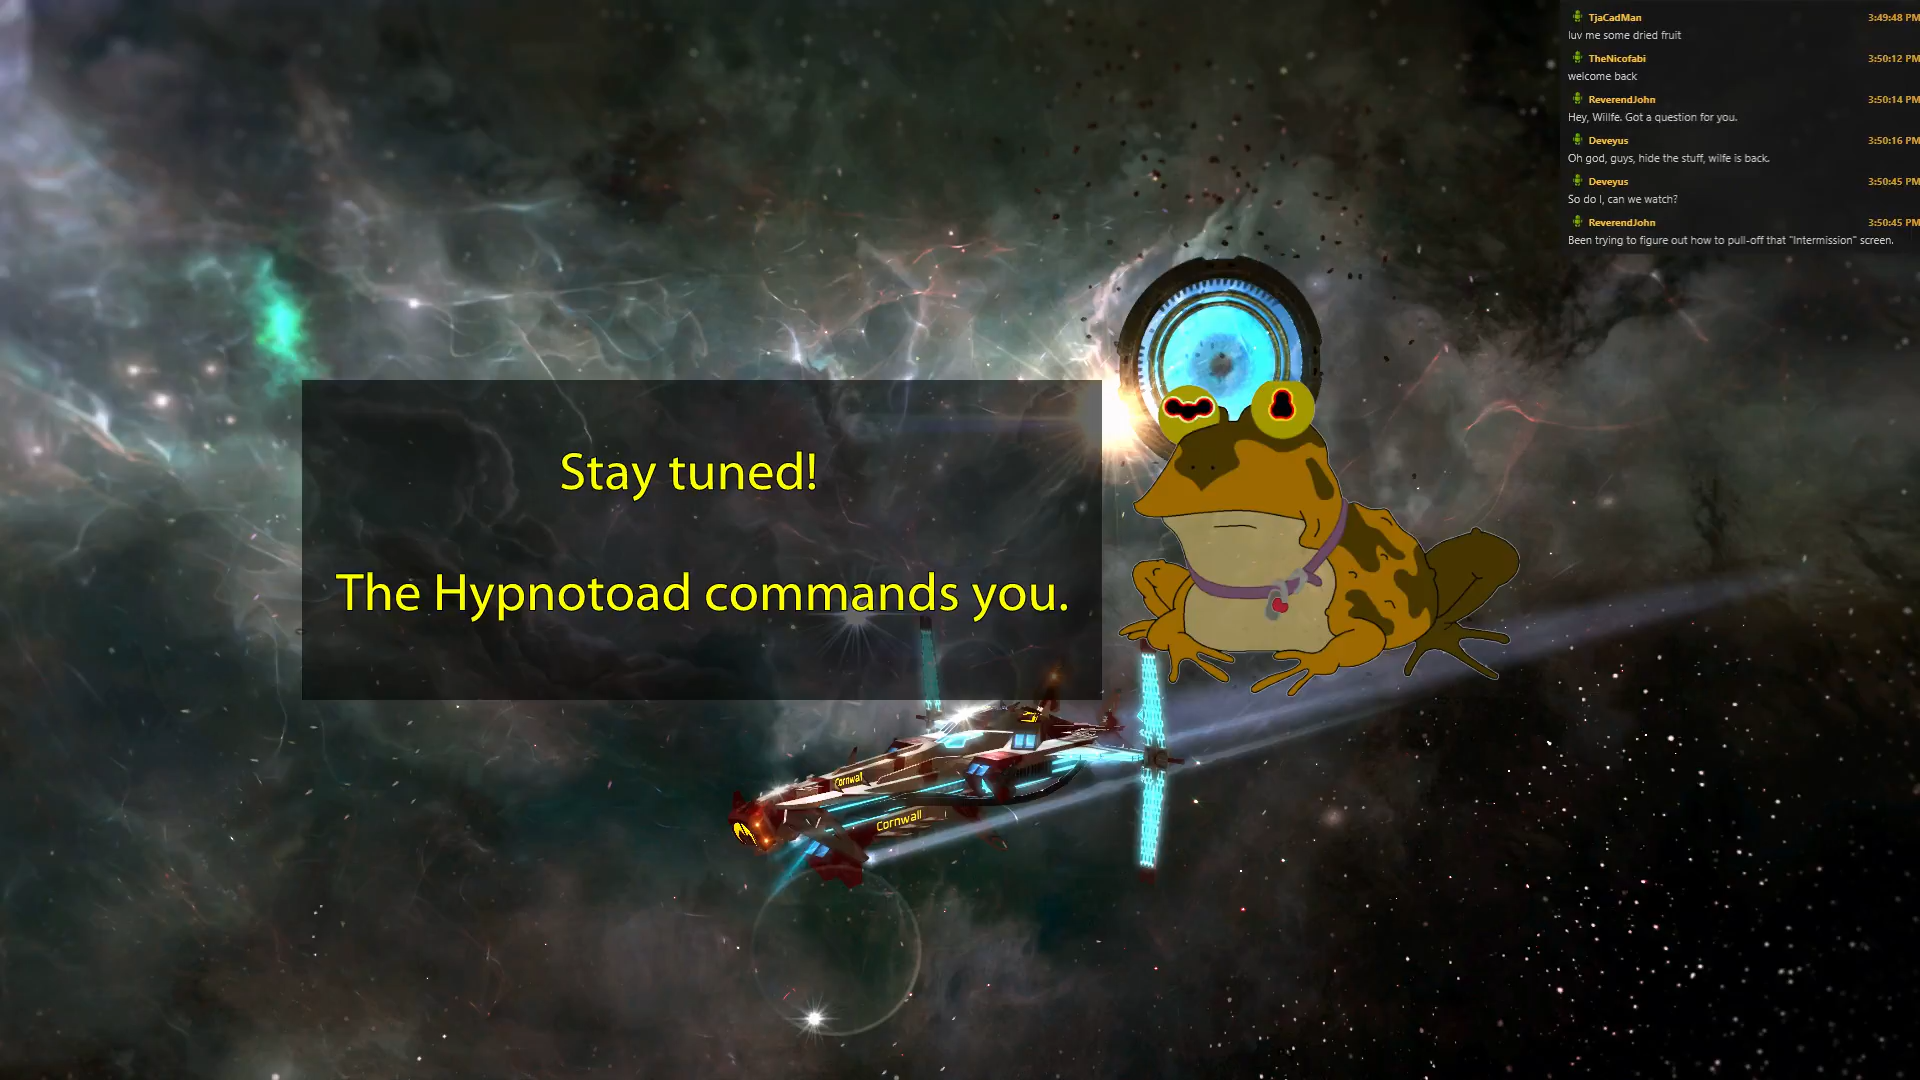 TjaCadMan 3:49:48 PM
luv me some dried fruit
TheNicofabi 3:50:12 PM
welcome back
ReverendJohn 3:50:14 PM
Hey, Willfe. Got a question for you.
Deveyus 3:50:16 PM
Oh god, guys, hide the stuff, wilfe is back.
Deveyus 3:50:45 PM
So do I, can we watch?
ReverendJohn 3:50:45 PM
Been trying to figure out how to pull-off that "Intermission" screen.
Stay tuned!
The Hypnotoad commands you.
Cornwall
Cornwall